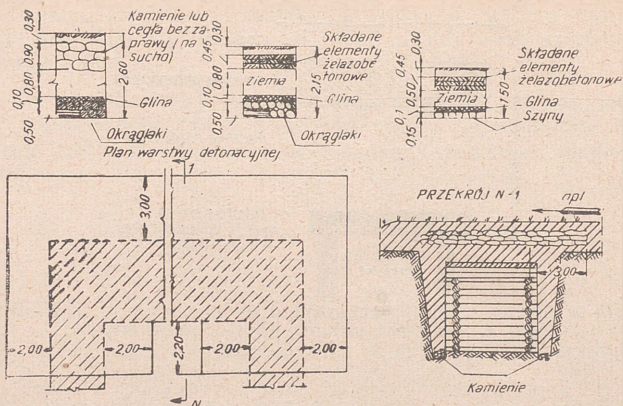 0,30
0,90
0,80
0,10
0,50
Kamienie lub
cegła bez za-
prawy (na
sucho)
2,60
Glina
Okrąglaki
0,30
0,45
0,80
0,10
0,50
Składane
elementy
żelazobe-
tonowe
Ziemia
2,15
Glina
Okrąglaki
0,30
0,45
0,50
0,1
0,15
Składane
elementy
żelazobetonowe
Ziemia
1,50
Glina
Szyny
Plan warstwy detonacyjnej
1
3,00
2,00
2,00
2,20
2,00
2,00
N
PRZEKRÓJ N-1
npl
3,00
Kamienie